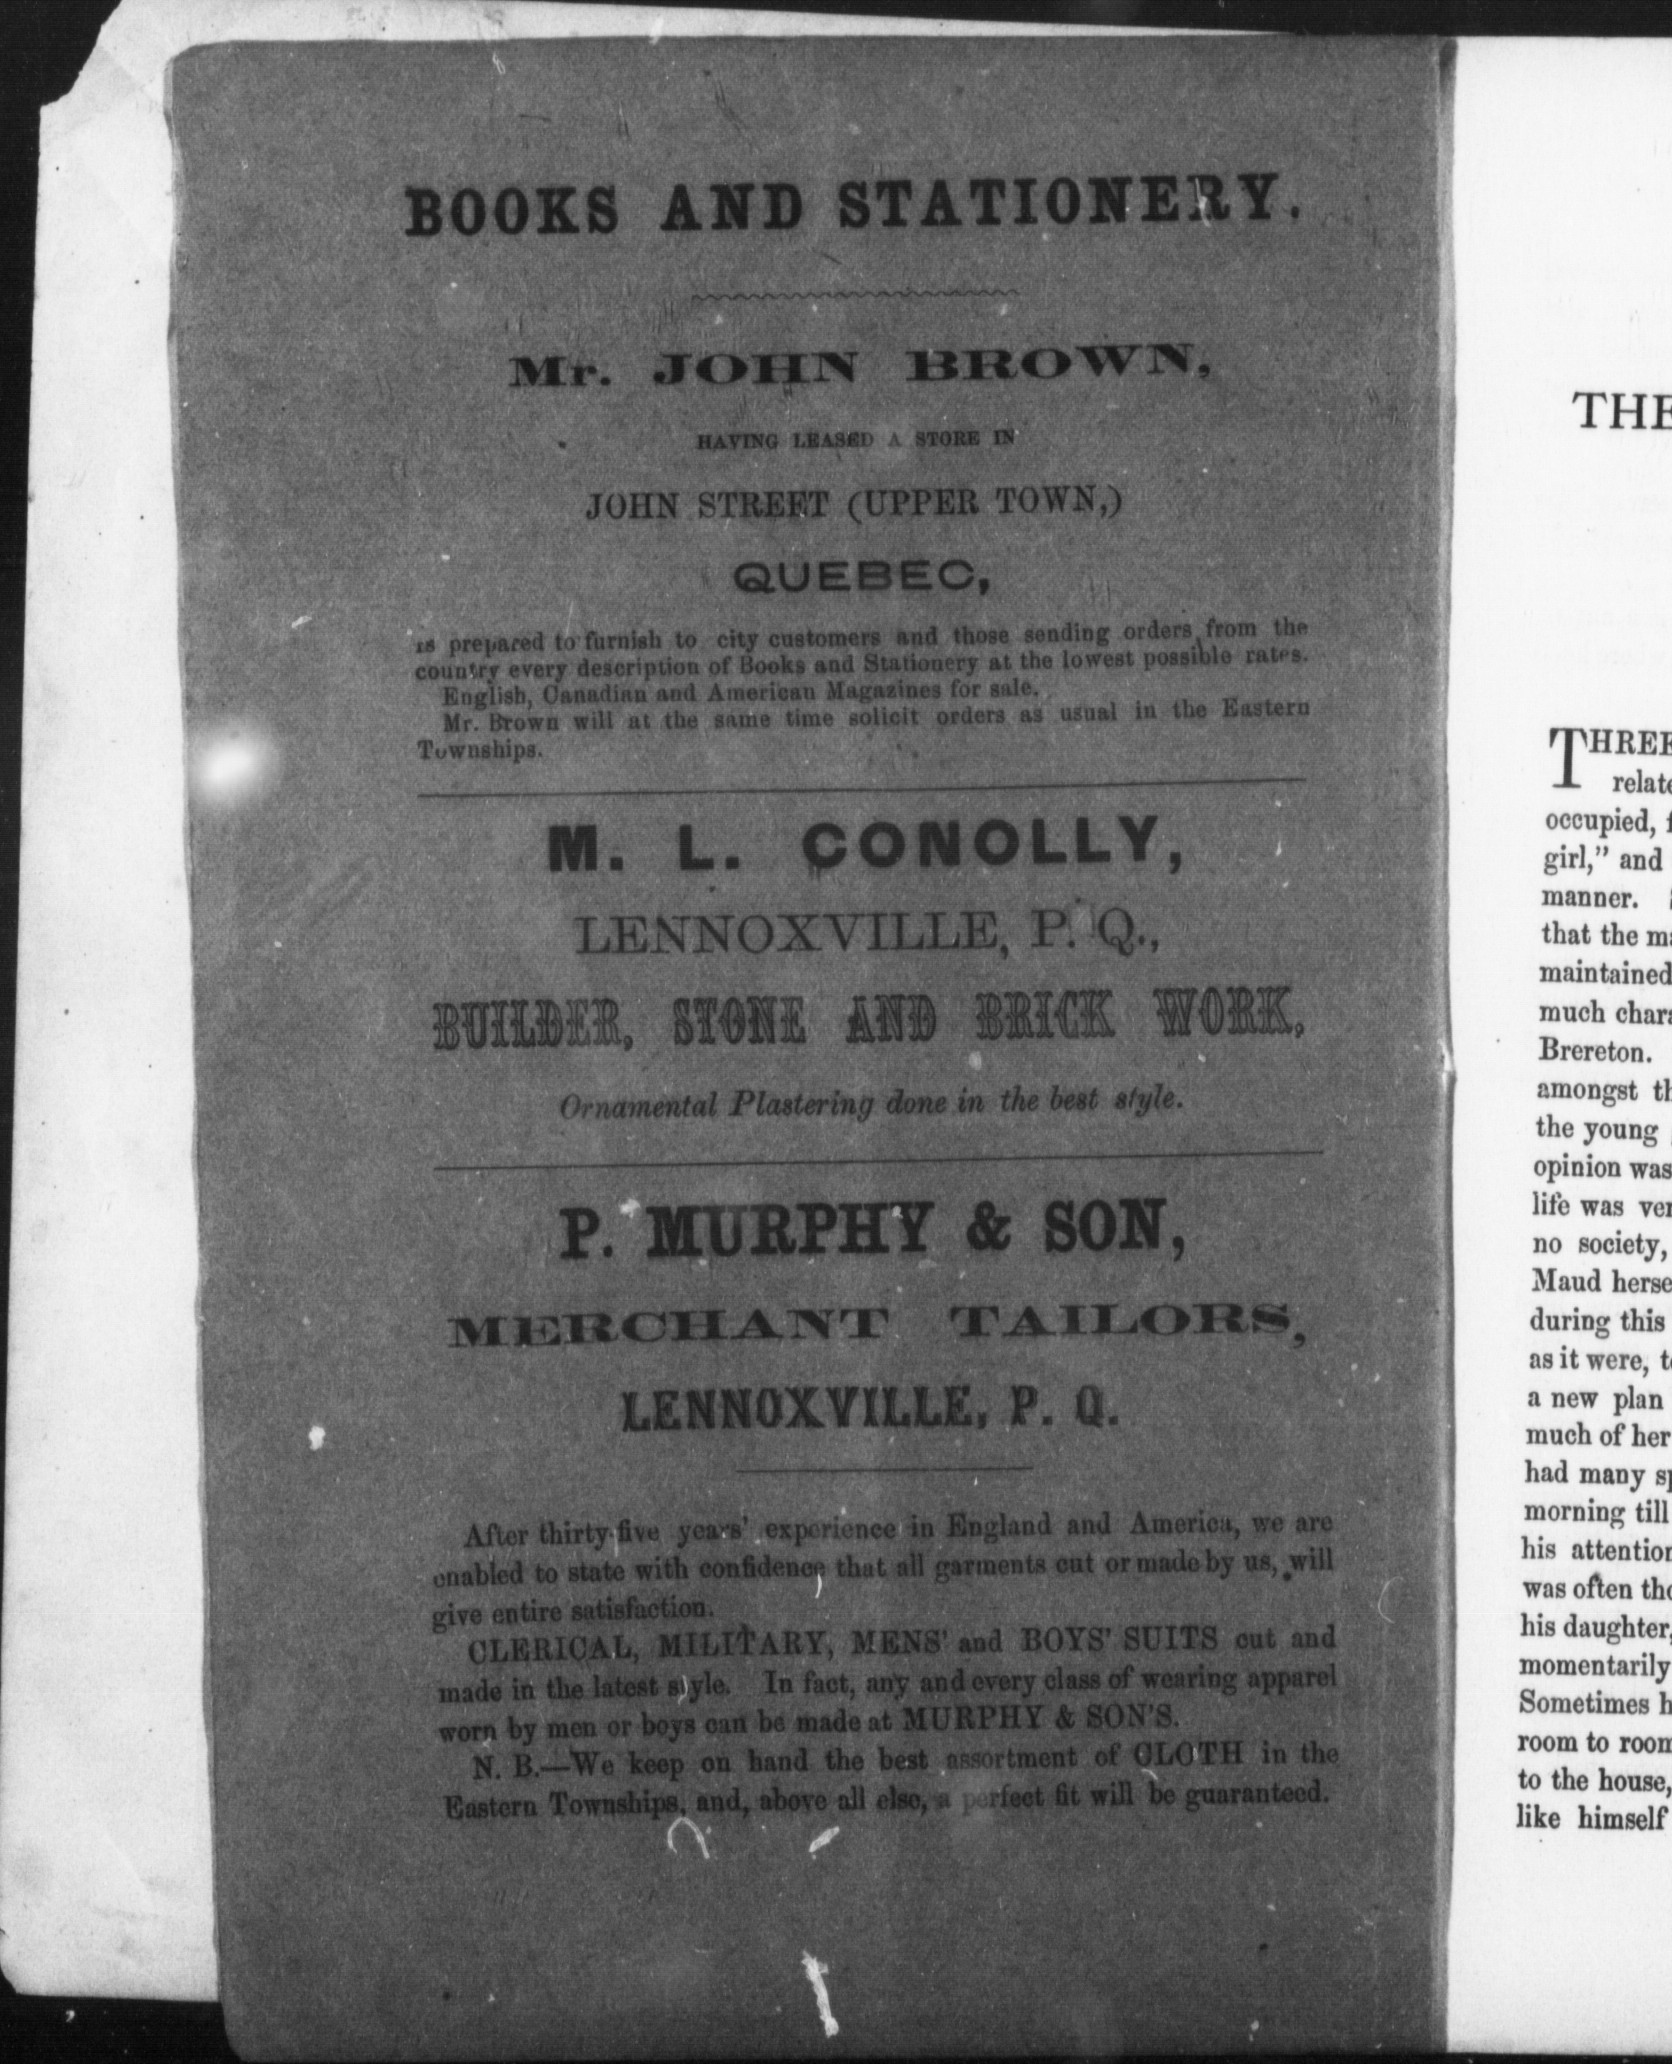 BOOKS AND STATIONERY.
Mr. JOHN BROWN,
HAVING LEASED A STORE IN
JOHN STREET (UPPER TOWN,)
QUEBEC,
is prepared to furnish to city customers and those sending orders from the
country every description of Books and Stationery at the lowest possible rates.
English, Canadian and American Magazines for sale.
Mr. Brown will at the same time solicit orders as usual in the Eastern
Townships.
M. L. CONOLLY,
LENNOXVILLE, P. Q.,
BUILDER, STONE AND BRICK WORK,
Ornamental Plastering done in the best style.
P. MURPHY & SON,
MERCHANT TAILORS,
LENNOXVILLE, P. Q.
After thirty-five years' experience in England and America, we are
enabled to state with confidence that all garments cut or made by us, will
give entire satisfaction.
CLERICAL, MILITARY, MENS' and BOYS' SUITS cut and
made in the latest style. In fact, any and every class of wearing apparel
worn by men or boys can be made at MURPHY & SON'S.
N. B.—We keep on hand the best assortment of CLOTH in the
Eastern Townships, and, above all else, a perfect fit will be guaranteed.
THE
THREE
relate
occupied,
girl," and
manner.
that the
maintained
much
Brereton.
amongst
the young
opinion was
life was
no society,
Maud
during this
as it were,
a new plan
much of her
had many
morning till
his
was often
his daughter,
momentarily
Sometimes
room to room
to the house,
like himself